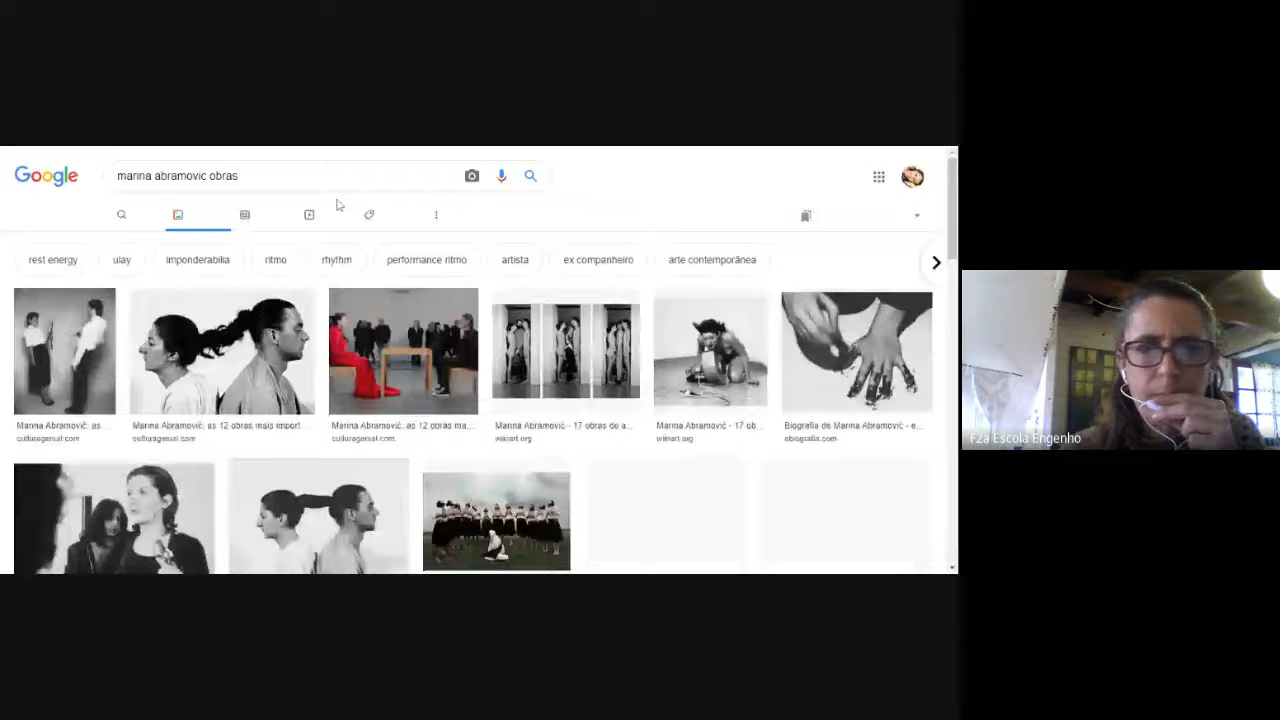 Google
marina abramovic obras
rest energy
ulay
imponderabilia
ritmo
rhythm
performance ritmo
artista
ex companheiro
arte contemporânea
Marina Abramović: as ...
culturagenial.com
Marina Abramović: as 12 obras mais import...
culturagenial.com
Marina Abramović: as 12 obras ma...
culturagenial.com
Marina Abramović - 17 obras de a...
wikiart.org
Marina Abramović - 17 ob...
wikiart.org
Biografia de Marina Abramović - e...
ebiografia.com
F2a Escola Engenho